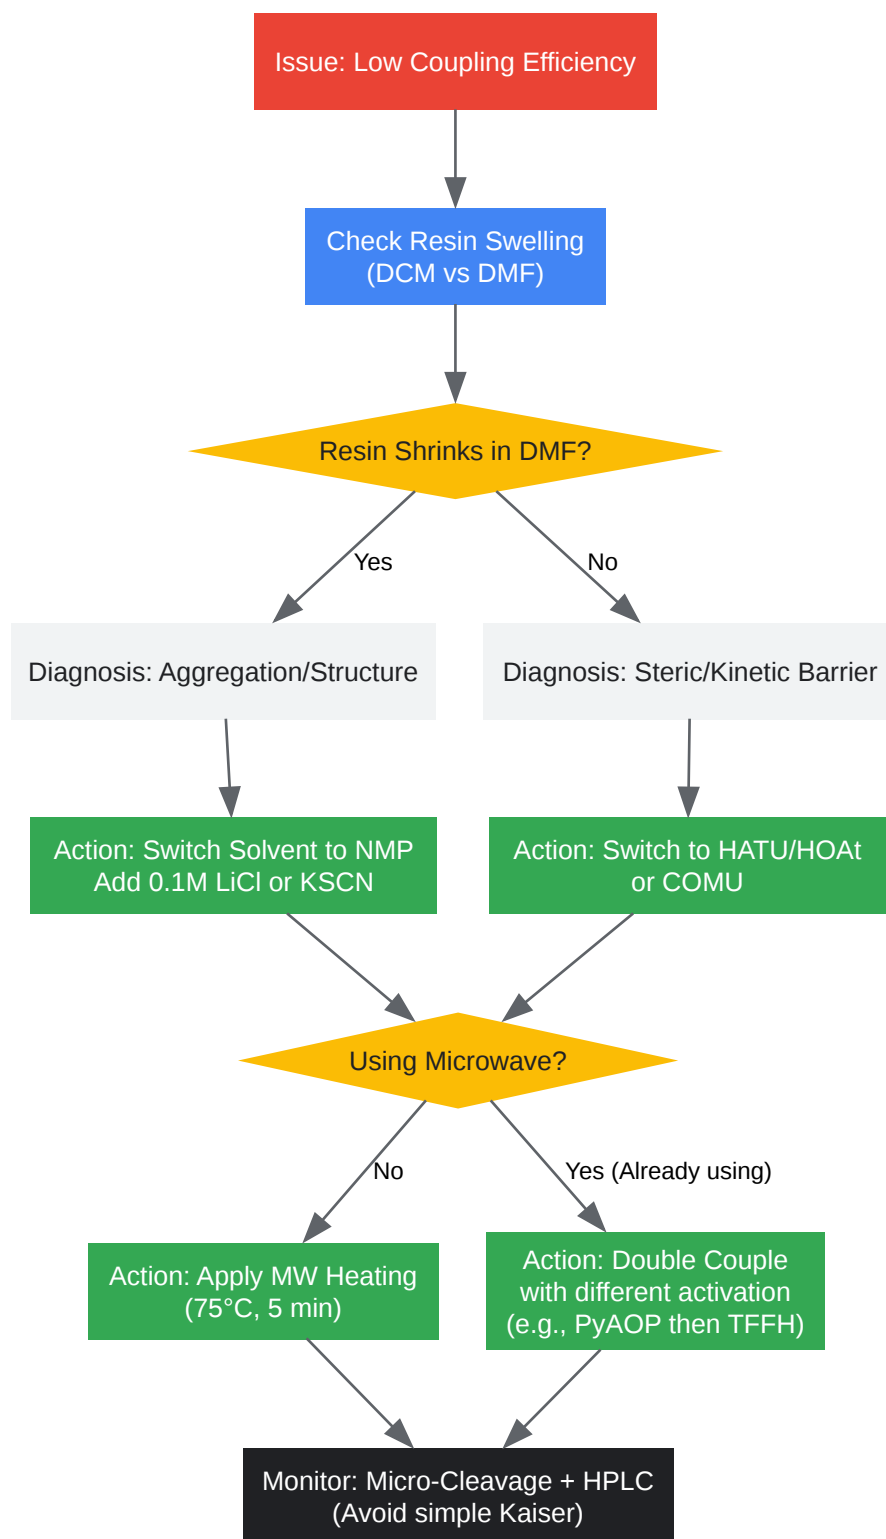 Issue: Low Coupling Efficiency
Check Resin Swelling
(DCM vs DMF)
Resin Shrinks in DMF?
Yes
No
Diagnosis: Aggregation/Structure
Diagnosis: Steric/Kinetic Barrier
Action: Switch Solvent to NMP
Add 0.1M LiCl or KSCN
Action: Switch to HATU/HOAt
or COMU
Using Microwave?
No
Yes (Already using)
Action: Apply MW Heating
(75°C, 5 min)
Action: Double Couple
with different activation
(e.g., PyAOP then TFFH)
Monitor: Micro-Cleavage + HPLC
(Avoid simple Kaiser)